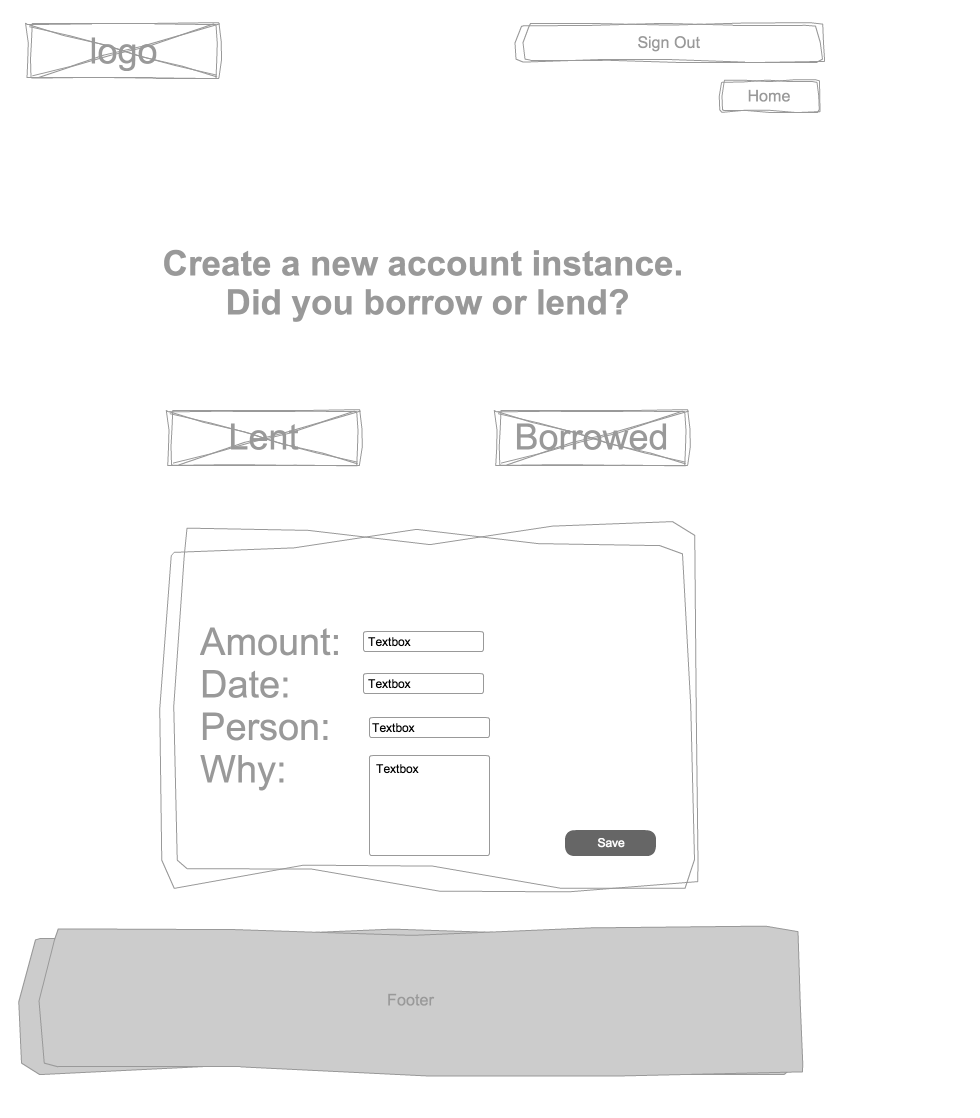 logo
Sign Out
Home
Create a new account instance.
Did you borrow or lend?
Lent
Borrowed
Amount: Textbox
Date: Textbox
Person: Textbox
Why: Textbox
Save
Footer